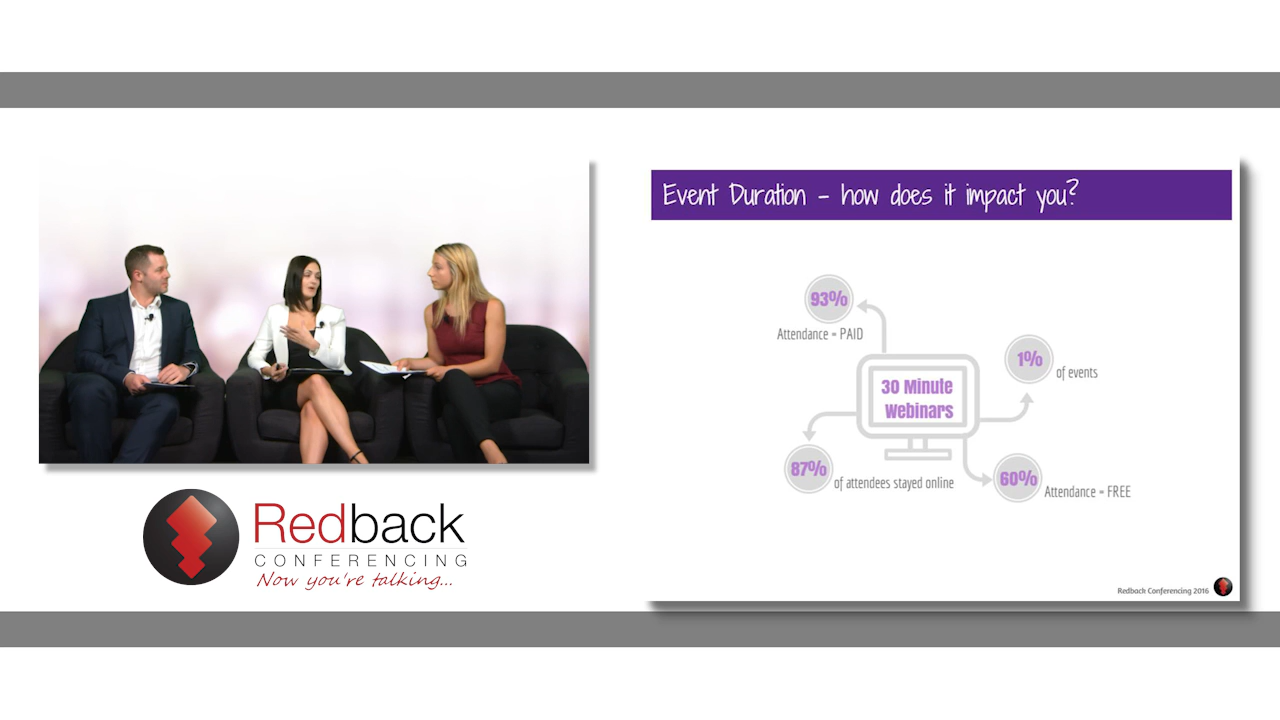 Event Duration - how does it impact you?
93%
Attendance = PAID
1%
of events
30 Minute
Webinars
87%
of attendees stayed online
60%
Attendance = FREE
Redback
CONFERENCING
Now you're talking...
Redback Conferencing 2016